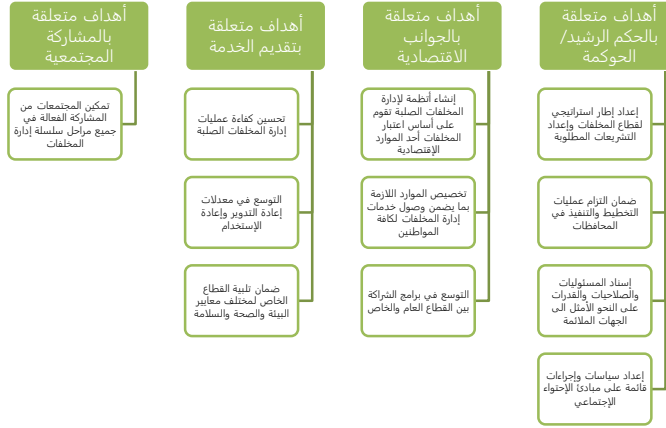 أهداف متعلقة
بالحكم الرشيد/
الحوكمة
إعداد إطار استراتيجي
لقطاع المخلفات وإعداد
التشريعات المطلوبة
ضمان التزام عمليات
التخطيط والتنفيذ في
المحافظات
إسناد المسئوليات
والصلاحيات والقدرات
على النحو الأمثل الى
الجهات الملائمة
إعداد سياسات وإجراءات
قائمة على مبادئ الإحتواء
الإجتماعي
أهداف متعلقة
بالجوانب
الاقتصادية
إنشاء أنظمة لإدارة
المخلفات الصلبة تقوم
على أساس اعتبار
المخلفات أحد الموارد
الإقتصادية
تخصيص الموارد اللازمة
بما يضمن وصول خدمات
إدارة المخلفات لكافة
المواطنين
التوسع في برامج الشراكة
بين القطاع العام والخاص
أهداف متعلقة
بتقديم الخدمة
تحسين كفاءة عمليات
إدارة المخلفات الصلبة
التوسع في معدلات
إعادة التدوير وإعادة
الإستخدام
ضمان تلبية القطاع
الخاص لمختلف معايير
البيئة والصحة والسلامة
أهداف متعلقة
بالمشاركة
المجتمعية
تمكين المجتمعات من
المشاركة الفعالة في
جميع مراحل سلسلة إدارة
المخلفات